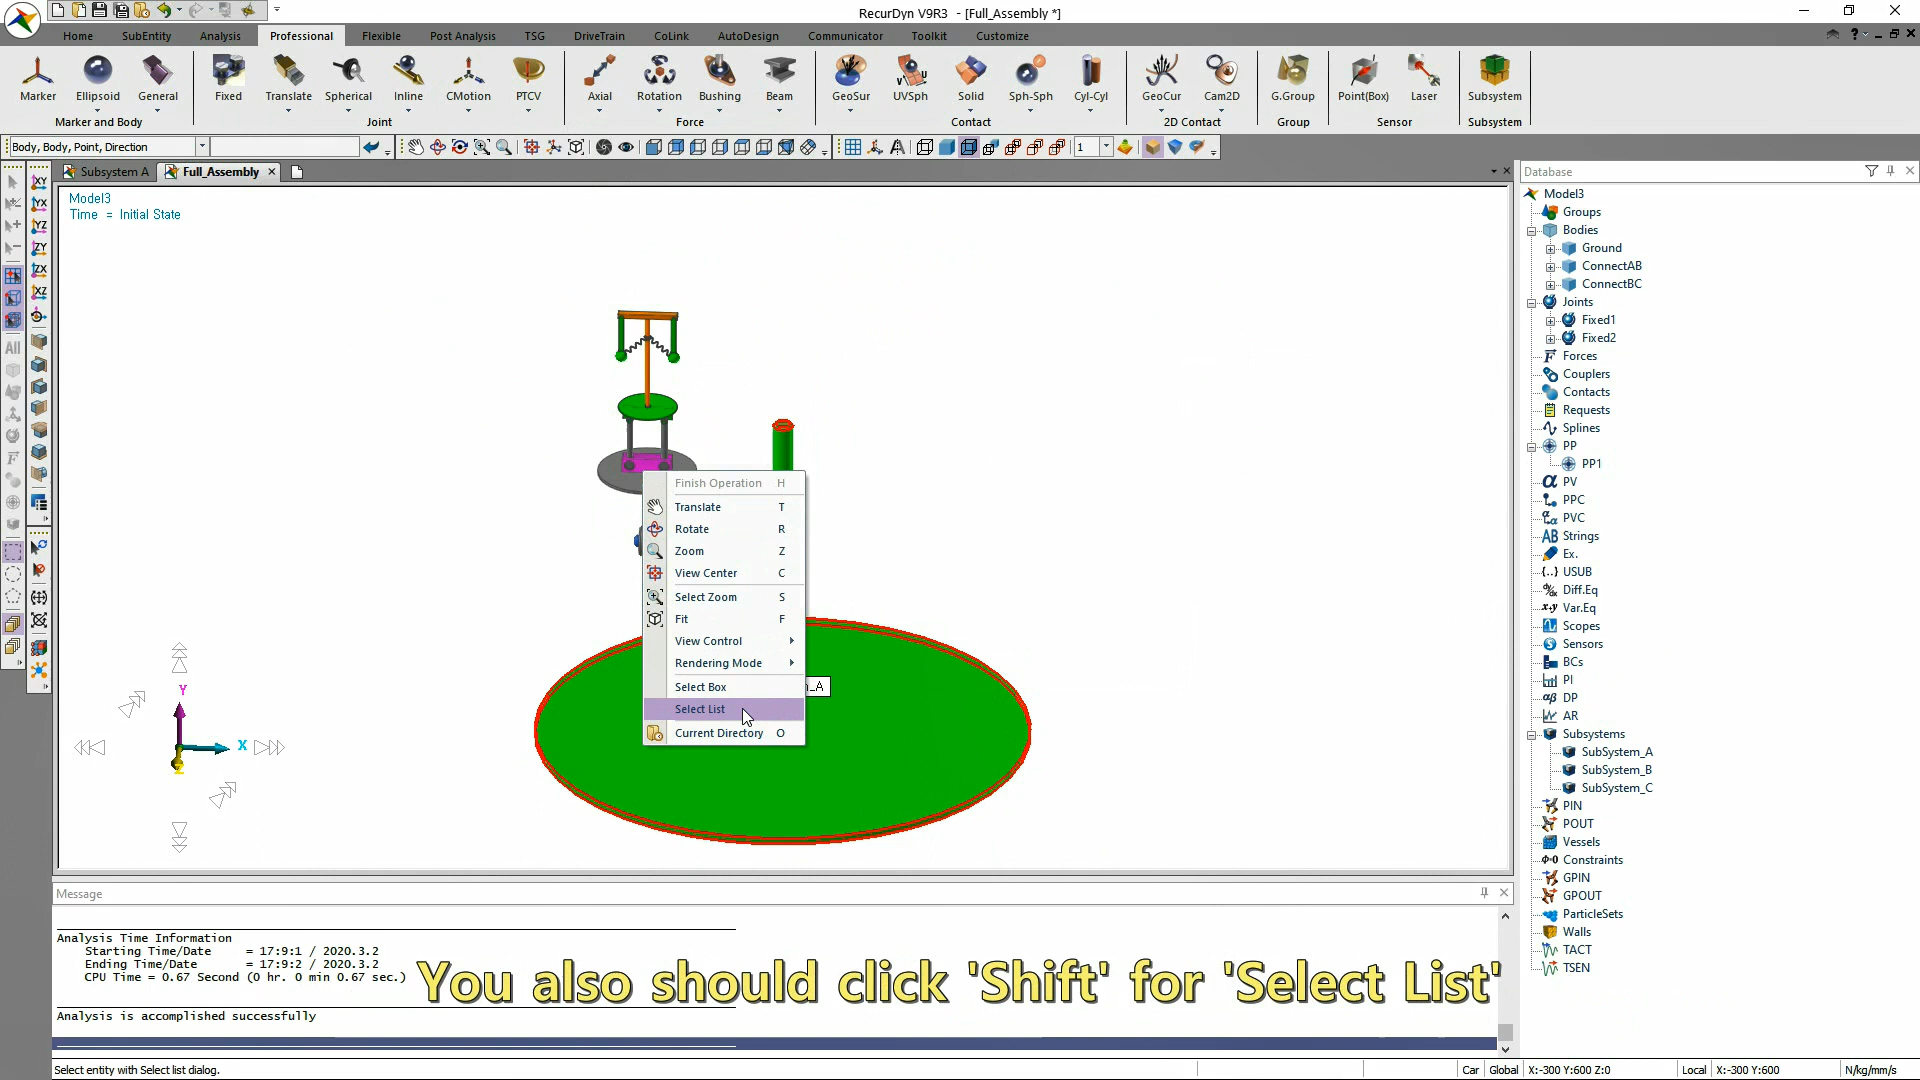 RecurDyn V9R3 - [Full_Assembly *]
Home SubEntity Analysis Professional Flexible Post Analysis TSG DriveTrain CoLink AutoDesign Communicator Toolkit Customize
Marker Ellipsoid General Fixed Translate Spherical Inline CMotion PTCV Axial Rotation Bushing Beam GeoSur UVSph Solid Sph-Sph Cyl-Cyl GeoCur Cam2D G.Group Point(Box) Laser Subsystem
Marker and Body Joint Force Contact 2D Contact Group Sensor Subsystem
Body, Body, Point, Direction
1
Subsystem A Full_Assembly
Model3
Time = Initial State
XY
YX
YZ
ZY
ZX
XZ
All
Finish Operation H
Translate T
Rotate R
Zoom Z
View Center C
Select Zoom S
Fit F
View Control
Rendering Mode
Select Box
Select List
Current Directory O
_A
Y
X
Z
Database
Model3
Groups
Bodies
Ground
ConnectAB
ConnectBC
Joints
Fixed1
Fixed2
Forces
Couplers
Contacts
Requests
Splines
PP
PP1
PV
PPC
PVC
Strings
Ex.
USUB
Diff.Eq
Var.Eq
Scopes
Sensors
BCs
PI
DP
AR
Subsystems
SubSystem_A
SubSystem_B
SubSystem_C
PIN
POUT
Vessels
Constraints
GPIN
GPOUT
ParticleSets
Walls
TACT
TSEN
Message
Analysis Time Information
Starting Time/Date = 17:9:1 / 2020.3.2
Ending Time/Date = 17:9:2 / 2020.3.2
CPU Time = 0.67 Second (0 hr. 0 min 0.67 sec.)
You also should click 'Shift' for 'Select List'
Analysis is accomplished successfully
Select entity with Select list dialog.
Car Global X:-300 Y:600 Z:0 Local X:-300 Y:600 N/kg/mm/s